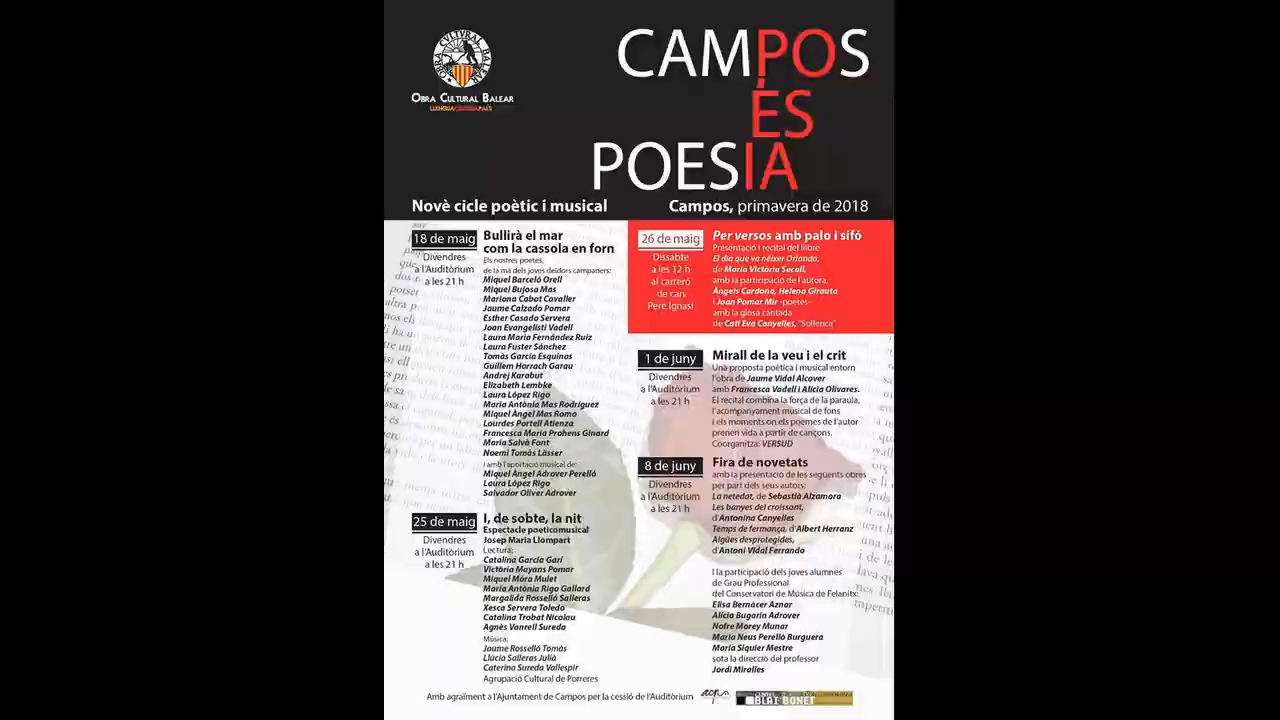 CAMPOS
ÉS
POESIA
OBRA CULTURAL BALEAR
OBRA CULTURAL BALEAR
LLENGUACULTURAPAÍS
Novè cicle poètic i musical
Campos, primavera de 2018
18 de maig
Divendres
a l'Auditòrium
a les 21 h
Bullirà el mar
com la cassola en forn
Els nostres poetes,
de la mà dels joves deidors campaners:
Miquel Barceló Orell
Miquel Bujosa Mas
Mariona Cabot Cavaller
Jaume Calzado Pomar
Esther Casado Servera
Joan Evangelisti Vadell
Laura Maria Fernández Ruiz
Laura Fuster Sánchez
Tomàs Garcia Esquinas
Guillem Horrach Garau
Andrej Karabut
Elizabeth Lembke
Laura López Rigo
Maria Antònia Mas Rodríguez
Miquel Àngel Mas Romo
Lourdes Portell Atienza
Francesca Maria Prohens Ginard
Maria Salvà Font
Noemi Tomàs Lässer
i amb l'aportació musical de:
Miquel Àngel Adrover Perelló
Laura López Rigo
Salvador Oliver Adrover
25 de maig
Divendres
a l'Auditòrium
a les 21 h
I, de sobte, la nit
Espectacle poeticomusical
Josep Maria Llompart
Lectura:
Catalina Garcia Garí
Victòria Mayans Pomar
Miquel Móra Mulet
Maria Antònia Rigo Gallard
Margalida Rosselló Salleras
Xesca Servera Toledo
Catalina Trobat Nicolau
Agnès Vanrell Sureda
Música:
Jaume Rosselló Tomàs
Llúcia Salleras Julià
Caterina Sureda Vallespir
Agrupació Cultural de Porreres
26 de maig
Dissabte
a les 12 h
al carreró
de can
Pere Ignasi
Per versos amb palo i sifó
Presentació i recital del llibre
El dia que va néixer Orlando,
de Maria Victòria Secall,
amb la participació de l'autora,
Àngels Cardona, Helena Girauta
i Joan Pomar Mir -poetes-
amb la glosa cantada
de Cati Eva Canyelles, "Sollerica"
1 de juny
Divendres
a l'Auditòrium
a les 21 h
Mirall de la veu i el crit
Una proposta poètica i musical entorn
l'obra de Jaume Vidal Alcover
amb Francesca Vadell i Alícia Olivares.
El recital combina la força de la paraula,
l'acompanyament musical de fons
i els moments on els poemes de l'autor
prenen vida a partir de cançons.
Coorganitza: VERSUD
8 de juny
Divendres
a l'Auditòrium
a les 21 h
Fira de novetats
amb la presentació de les següents obres
per part dels seus autors:
La netedat, de Sebastià Alzamora
Les banyes del croissant,
d'Antonina Canyelles
Temps de fermança, d'Albert Herranz
Aigües desprotegides,
d'Antoni Vidal Ferrando
I la participació dels joves alumnes
de Grau Professional
del Conservatori de Música de Felanitx:
Elisa Bernàcer Aznar
Alícia Bugarín Adrover
Nofre Morey Munar
Maria Neus Perelló Burguera
Maria Siquier Mestre
sota la direcció del professor
Jordi Miralles
Amb agraïment a l'Ajuntament de Campos per la cessió de l'Auditòrium
BLAI BONET